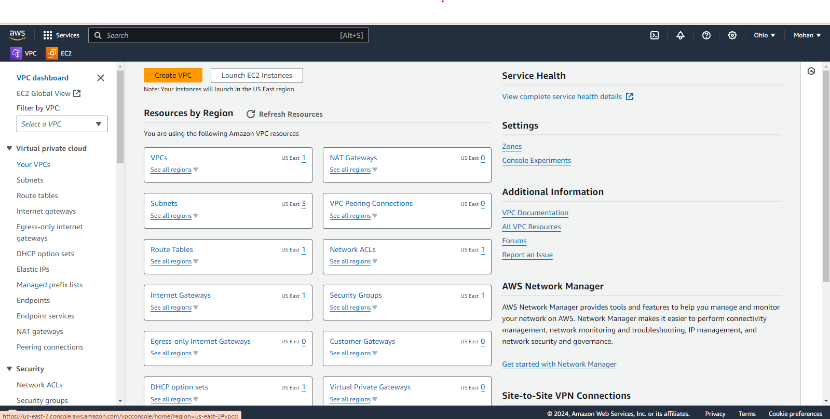 aws
Services
Search
[Alt+S]
Ohio
Mohan
VPC
EC2
VPC dashboard
EC2 Global View
Filter by VPC:
Select a VPC
Virtual private cloud
Your VPCs
Subnets
Route tables
Internet gateways
Egress-only internet
gateways
DHCP option sets
Elastic IPs
Managed prefix lists
Endpoints
Endpoint services
NAT gateways
Peering connections
Security
Network ACLs
Security groups
https://us-east-2.console.aws.amazon.com/vpcconsole/home?region=us-east-2#vpcs:
Create VPC
Launch EC2 Instances
Note: Your Instances will launch in the US East region.
Resources by Region
Refresh Resources
You are using the following Amazon VPC resources
VPCs
US East 1
See all regions
NAT Gateways
US East 0
See all regions
Subnets
US East 3
See all regions
VPC Peering Connections
US East 0
See all regions
Route Tables
US East 1
See all regions
Network ACLs
US East 1
See all regions
Internet Gateways
US East 1
See all regions
Security Groups
US East 1
See all regions
Egress-only Internet Gateways
US East 0
See all regions
Customer Gateways
US East 0
See all regions
DHCP option sets
US East 1
See all regions
Virtual Private Gateways
US East 0
See all regions
Service Health
View complete service health details
Settings
Zones
Console Experiments
Additional Information
VPC Documentation
All VPC Resources
Forums
Report an Issue
AWS Network Manager
AWS Network Manager provides tools and features to help you manage and monitor
your network on AWS. Network Manager makes it easier to perform connectivity
management, network monitoring and troubleshooting, IP management, and
network security and governance.
Get started with Network Manager
Site-to-Site VPN Connections
© 2024, Amazon Web Services, Inc. or its affiliates.
Privacy
Terms
Cookie preferences